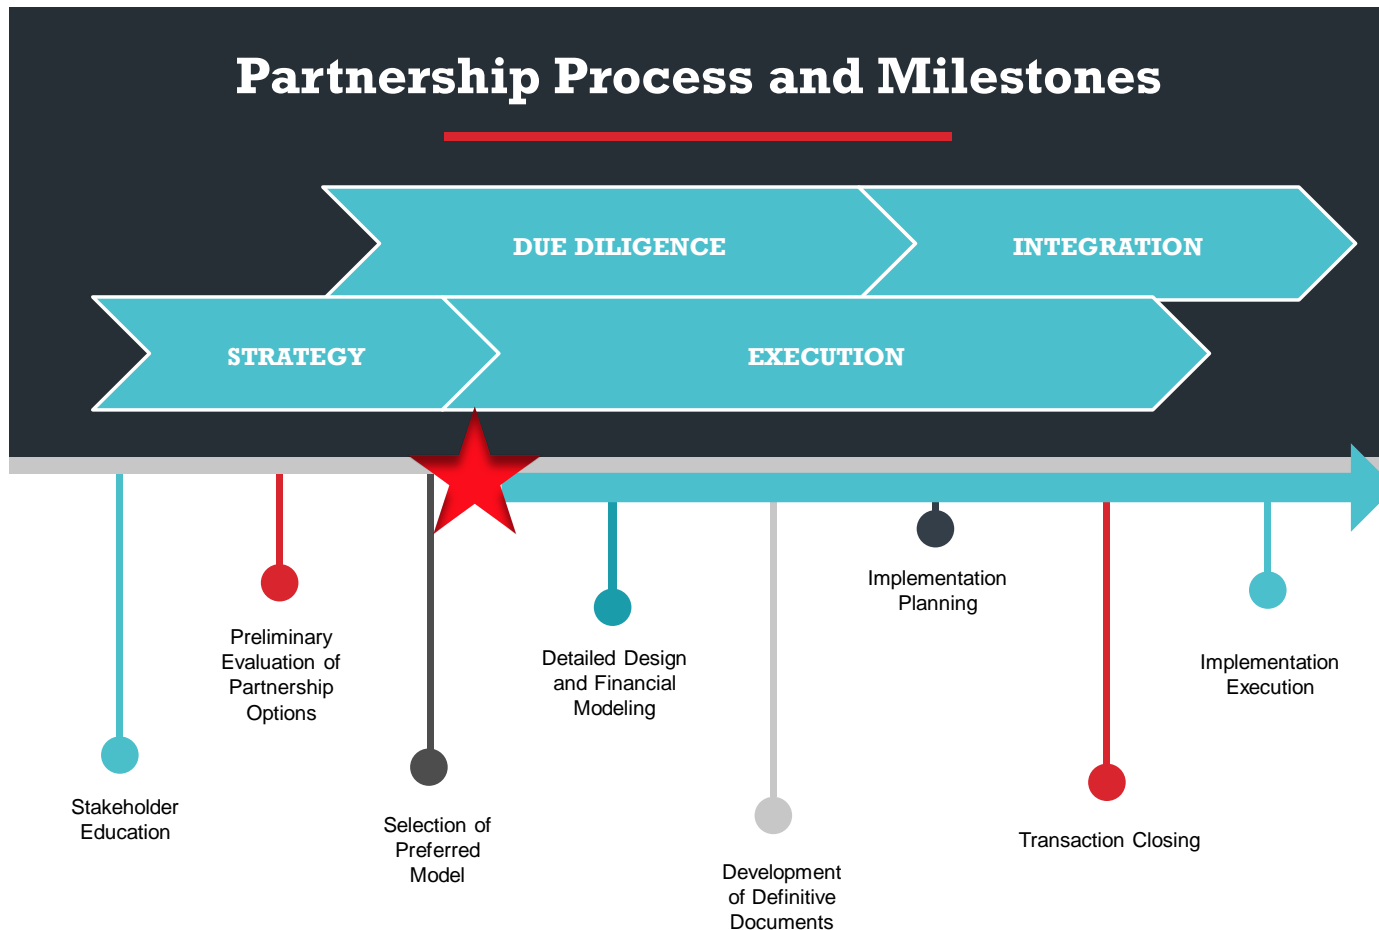 Partnership Process and Milestones
DUE DILIGENCE
INTEGRATION
STRATEGY
EXECUTION
Stakeholder
Education
Preliminary
Evaluation of
Partnership
Options
Selection of
Preferred
Model
Detailed Design
and Financial
Modeling
Development
of Definitive
Documents
Implementation
Planning
Transaction Closing
Implementation
Execution